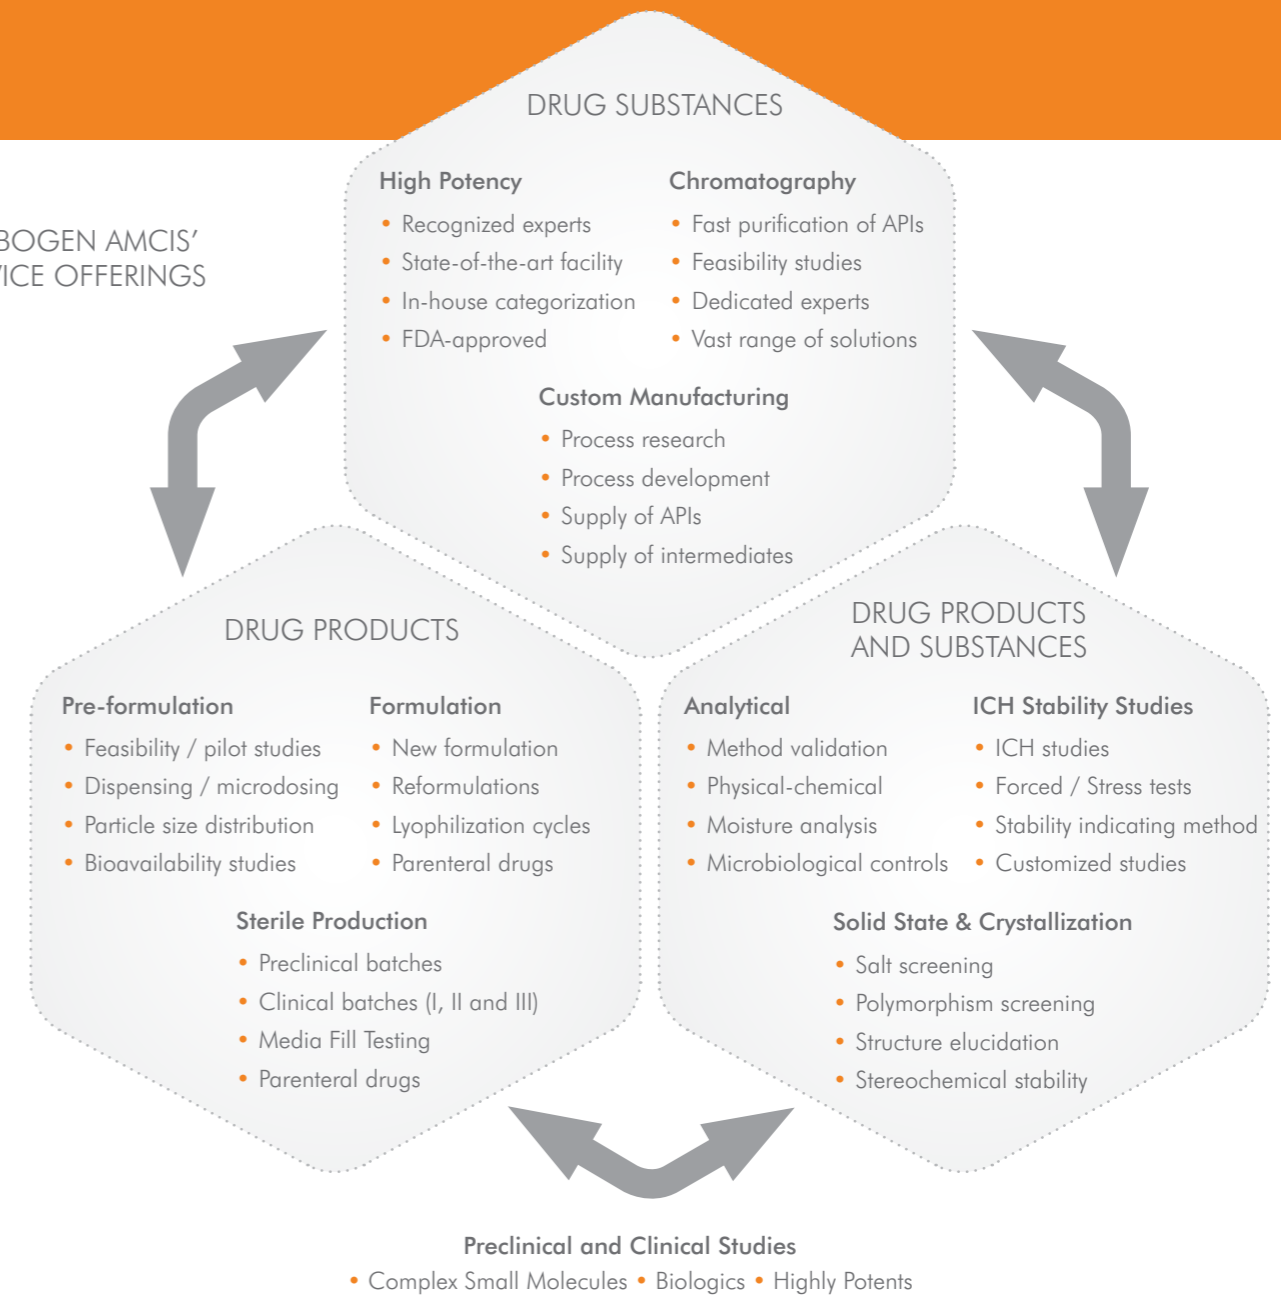 DRUG SUBSTANCES
BOGEN AMCIS’
VICE OFFERINGS
High Potency
• Recognized experts
• State-of-the-art facility
• In-house categorization
• FDA-approved
Chromatography
• Fast purification of APIs
• Feasibility studies
• Dedicated experts
• Vast range of solutions
Custom Manufacturing
• Process research
• Process development
• Supply of APIs
• Supply of intermediates
DRUG PRODUCTS
Pre-formulation
• Feasibility / pilot studies
• Dispensing / microdosing
• Particle size distribution
• Bioavailability studies
Formulation
• New formulation
• Reformulations
• Lyophilization cycles
• Parenteral drugs
Sterile Production
• Preclinical batches
• Clinical batches (I, II and III)
• Media Fill Testing
• Parenteral drugs
DRUG PRODUCTS
AND SUBSTANCES
Analytical
• Method validation
• Physical-chemical
• Moisture analysis
• Microbiological controls
ICH Stability Studies
• ICH studies
• Forced / Stress tests
• Stability indicating method
• Customized studies
Solid State & Crystallization
• Salt screening
• Polymorphism screening
• Structure elucidation
• Stereochemical stability
Preclinical and Clinical Studies
• Complex Small Molecules • Biologics • Highly Potents